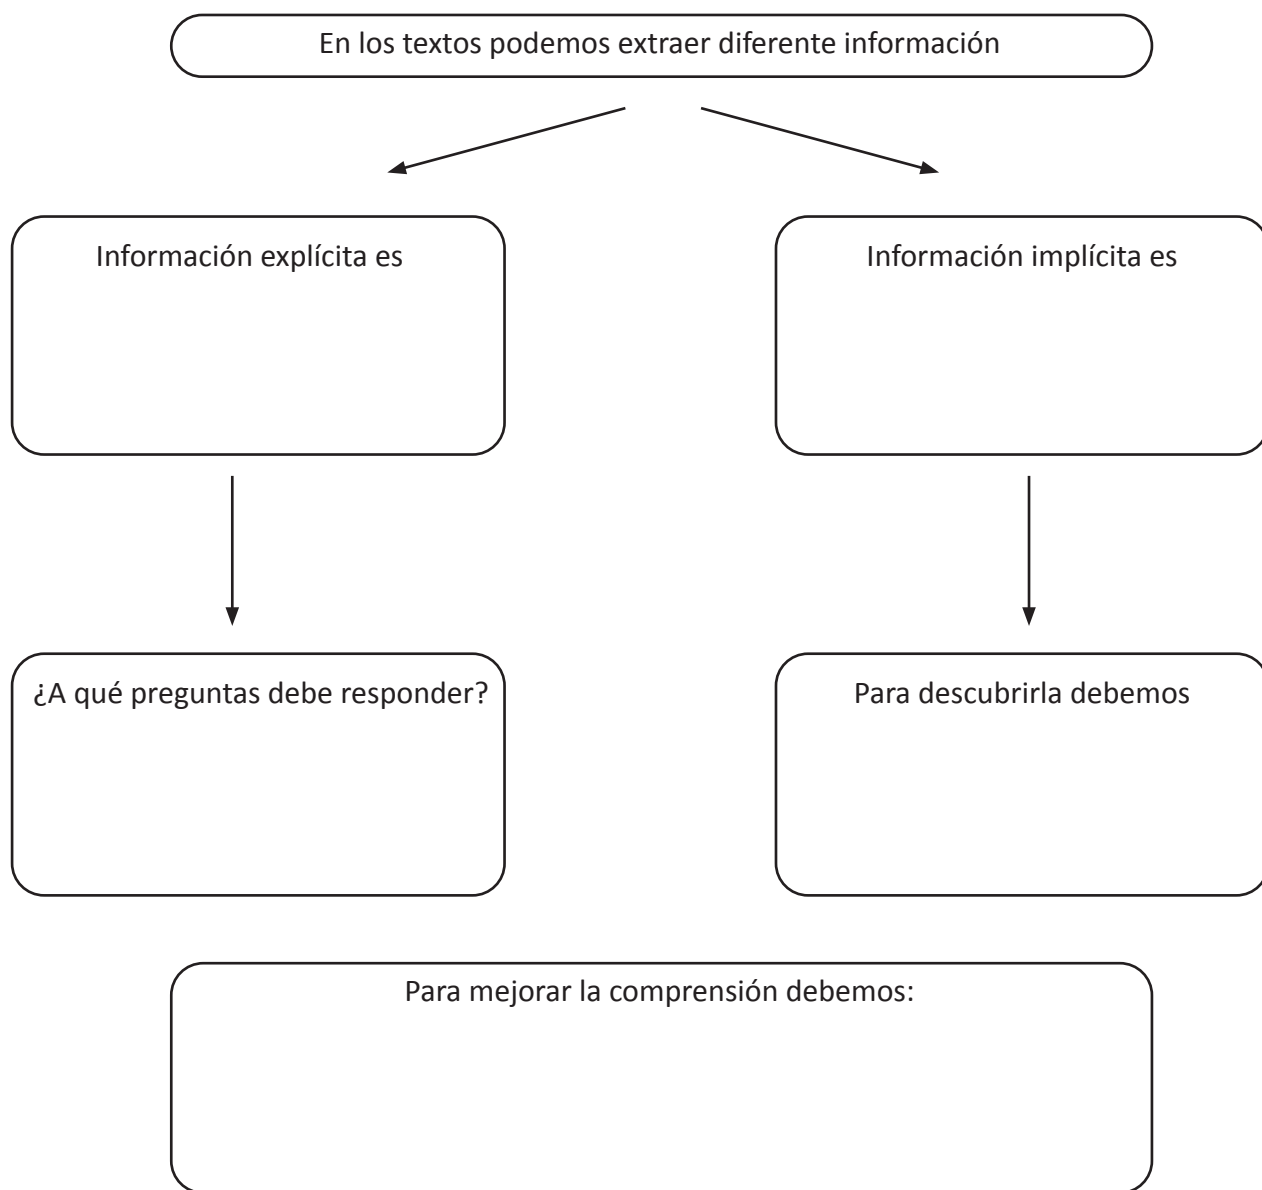 En los textos podemos extraer diferente información
Información explícita es
Información implícita es
¿A qué preguntas debe responder?
Para descubrirla debemos
Para mejorar la comprensión debemos: